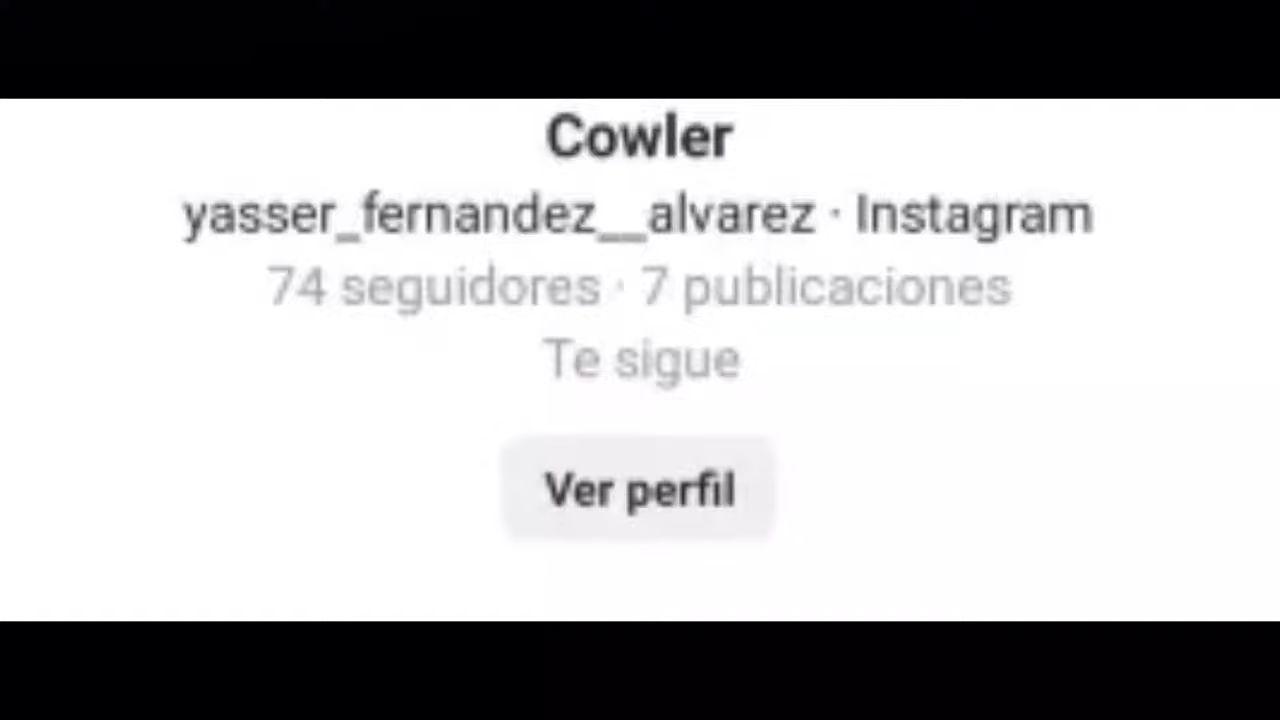 Cowler
yasser_fernandez__alvarez · Instagram
74 seguidores · 7 publicaciones
Te sigue
Ver perfil